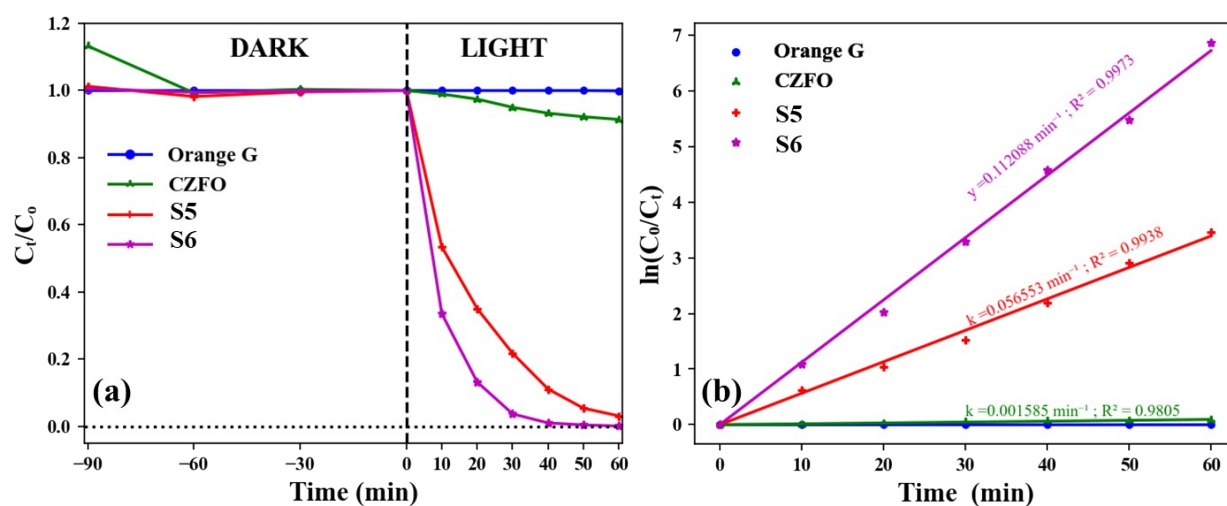 DARK
LIGHT
Orange G
CZFO
S5
S6
(a)
Cₜ/Cₒ
1.2
1.0
0.8
0.6
0.4
0.2
0.0
−90
−60
−30
0
10
20
30
40
50
60
Time (min)
Orange G
CZFO
S5
S6
y =0.112088 min⁻¹ ; R² = 0.9973
k =0.056553 min⁻¹ ; R² = 0.9938
k =0.001585 min⁻¹ ; R² = 0.9805
(b)
ln(C₀/Cₜ)
7
6
5
4
3
2
1
0
0
10
20
30
40
50
60
Time (min)